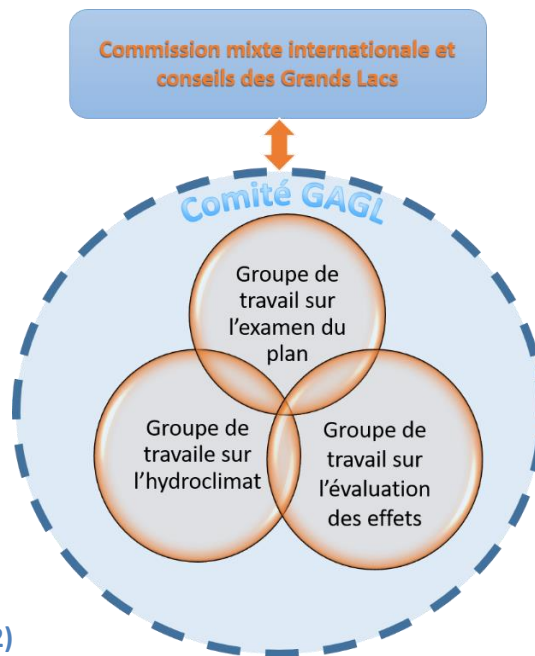 Commission mixte internationale et
conseils des Grands Lacs
Comité GAGL
Groupe de
travail sur
l'examen du
plan
Groupe de
travaile sur
l'hydroclimat
Groupe de
travail sur
l'évaluation
des effets
2)